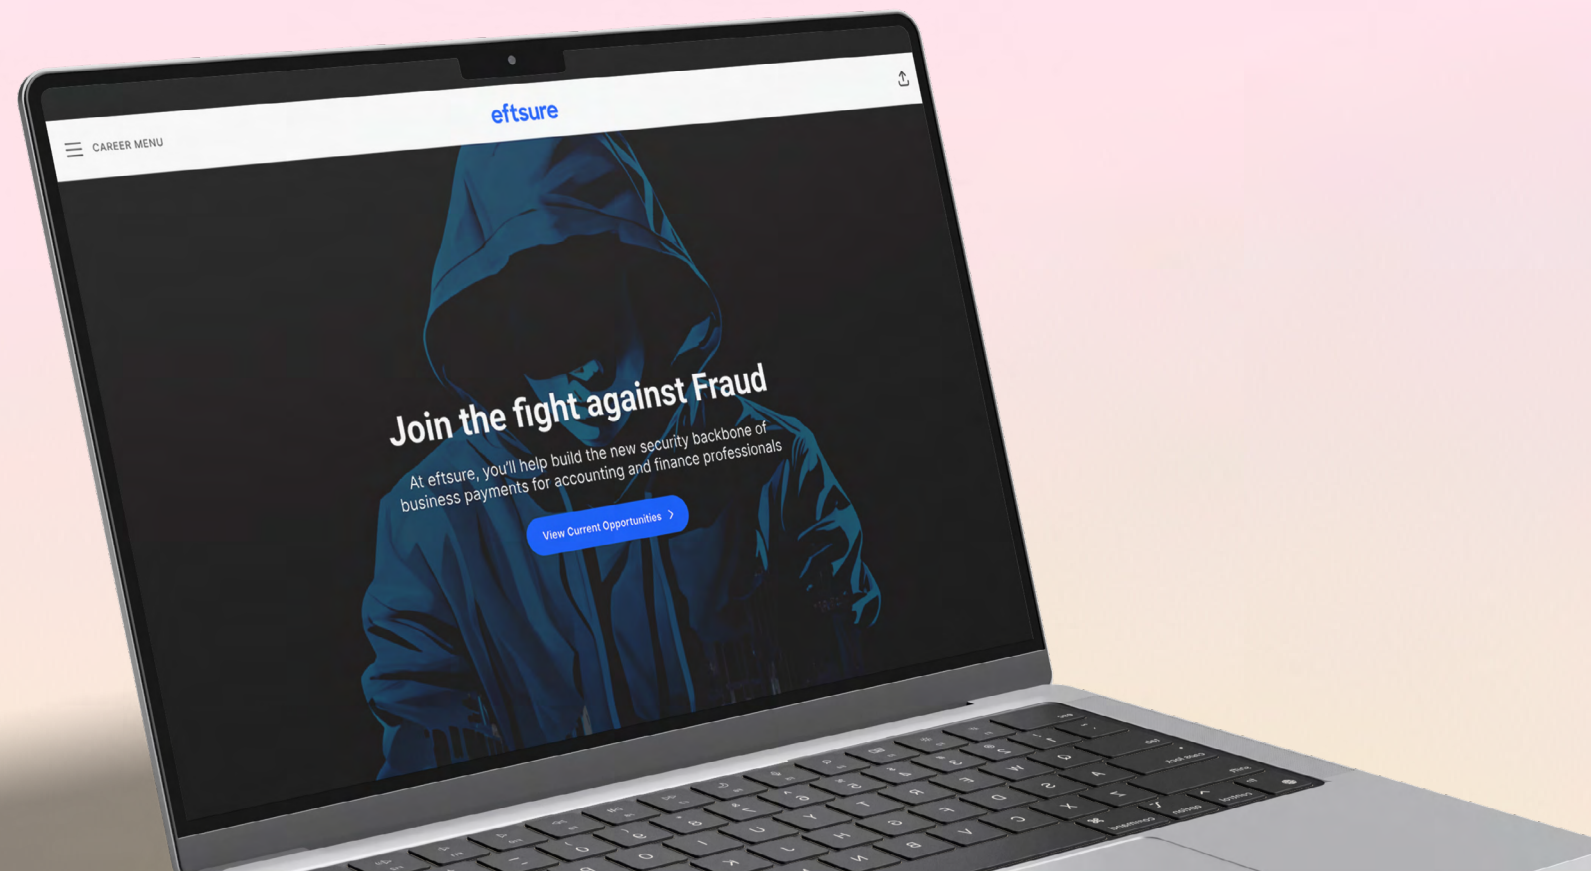 eftsure
CAREER MENU
Join the fight against Fraud
At eftsure, you'll help build the new security backbone of
business payments for accounting and finance professionals
View Current Opportunities